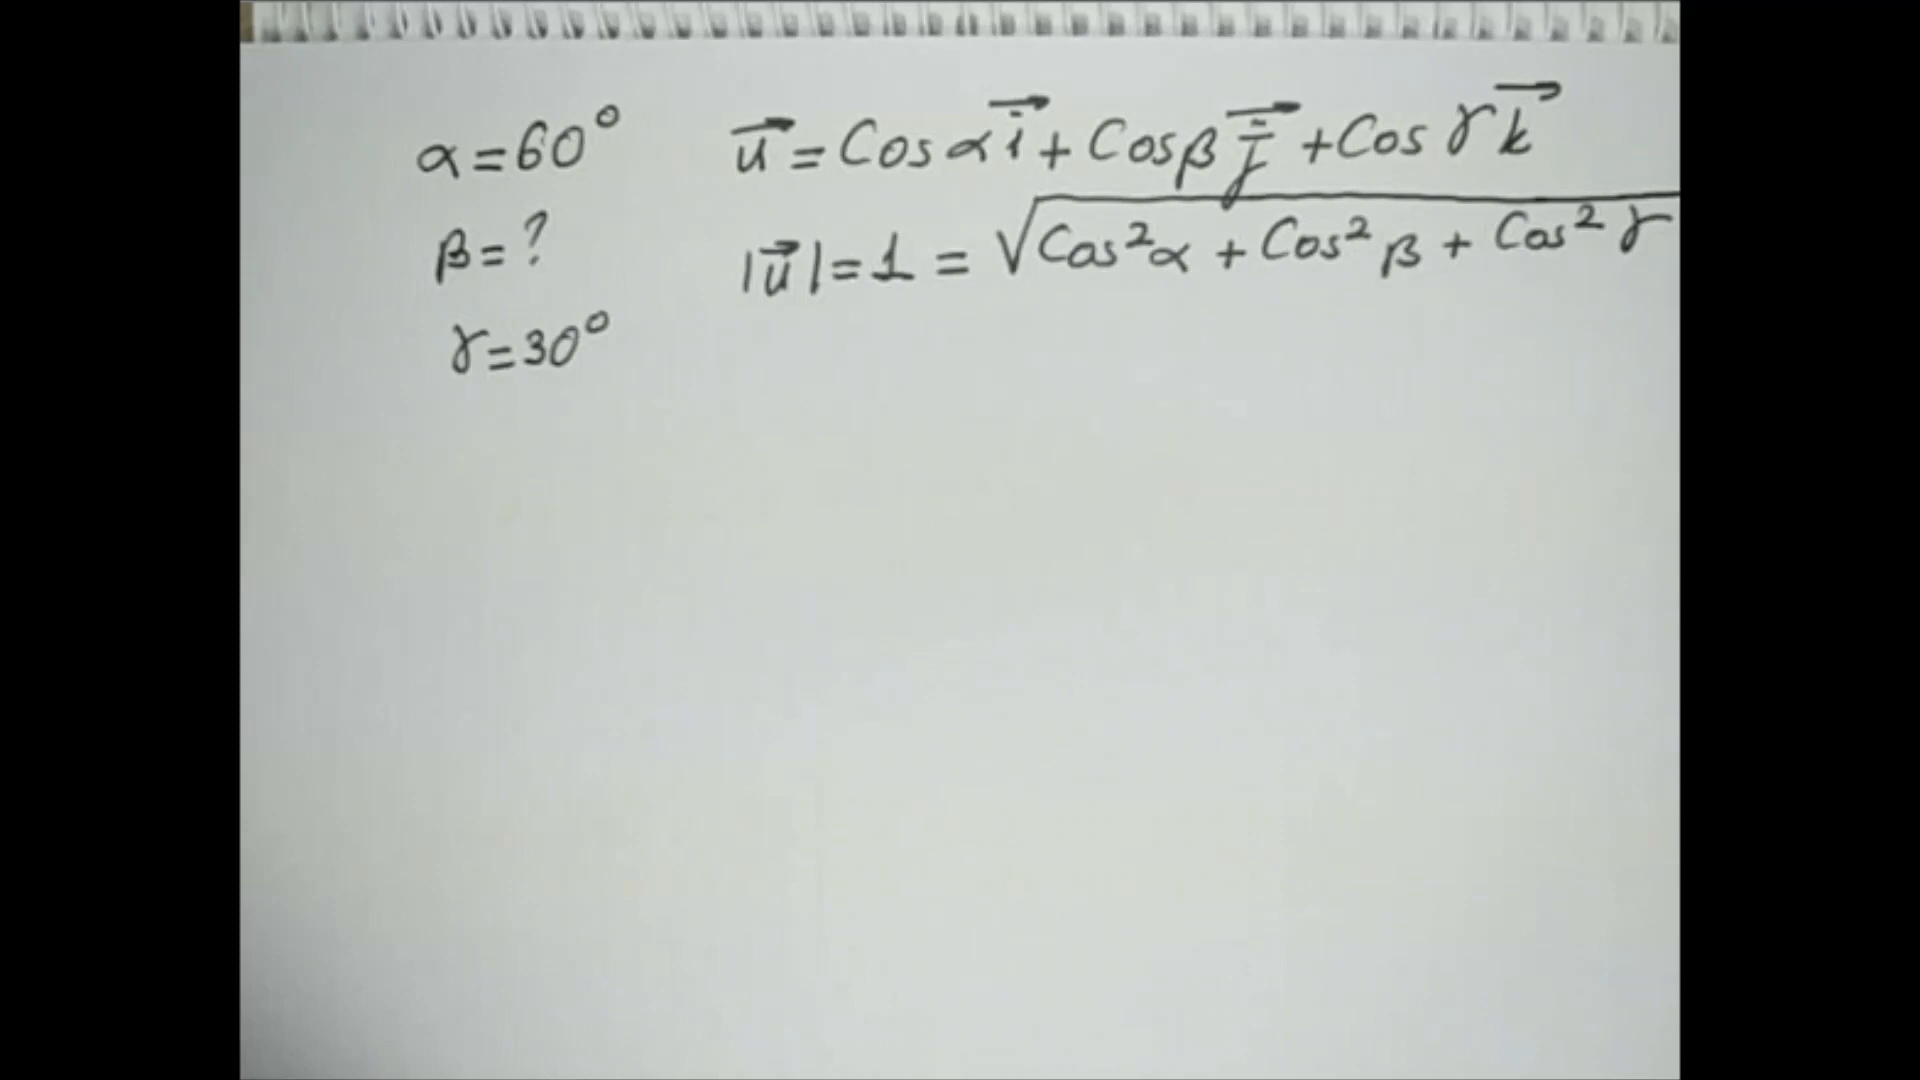 α = 60°
β = ?
γ = 30°
u⃗ = Cos α i⃗ + Cos β j⃗ + Cos γ k⃗
|u⃗| = 1 = √(Cos²α + Cos²β + Cos²γ)